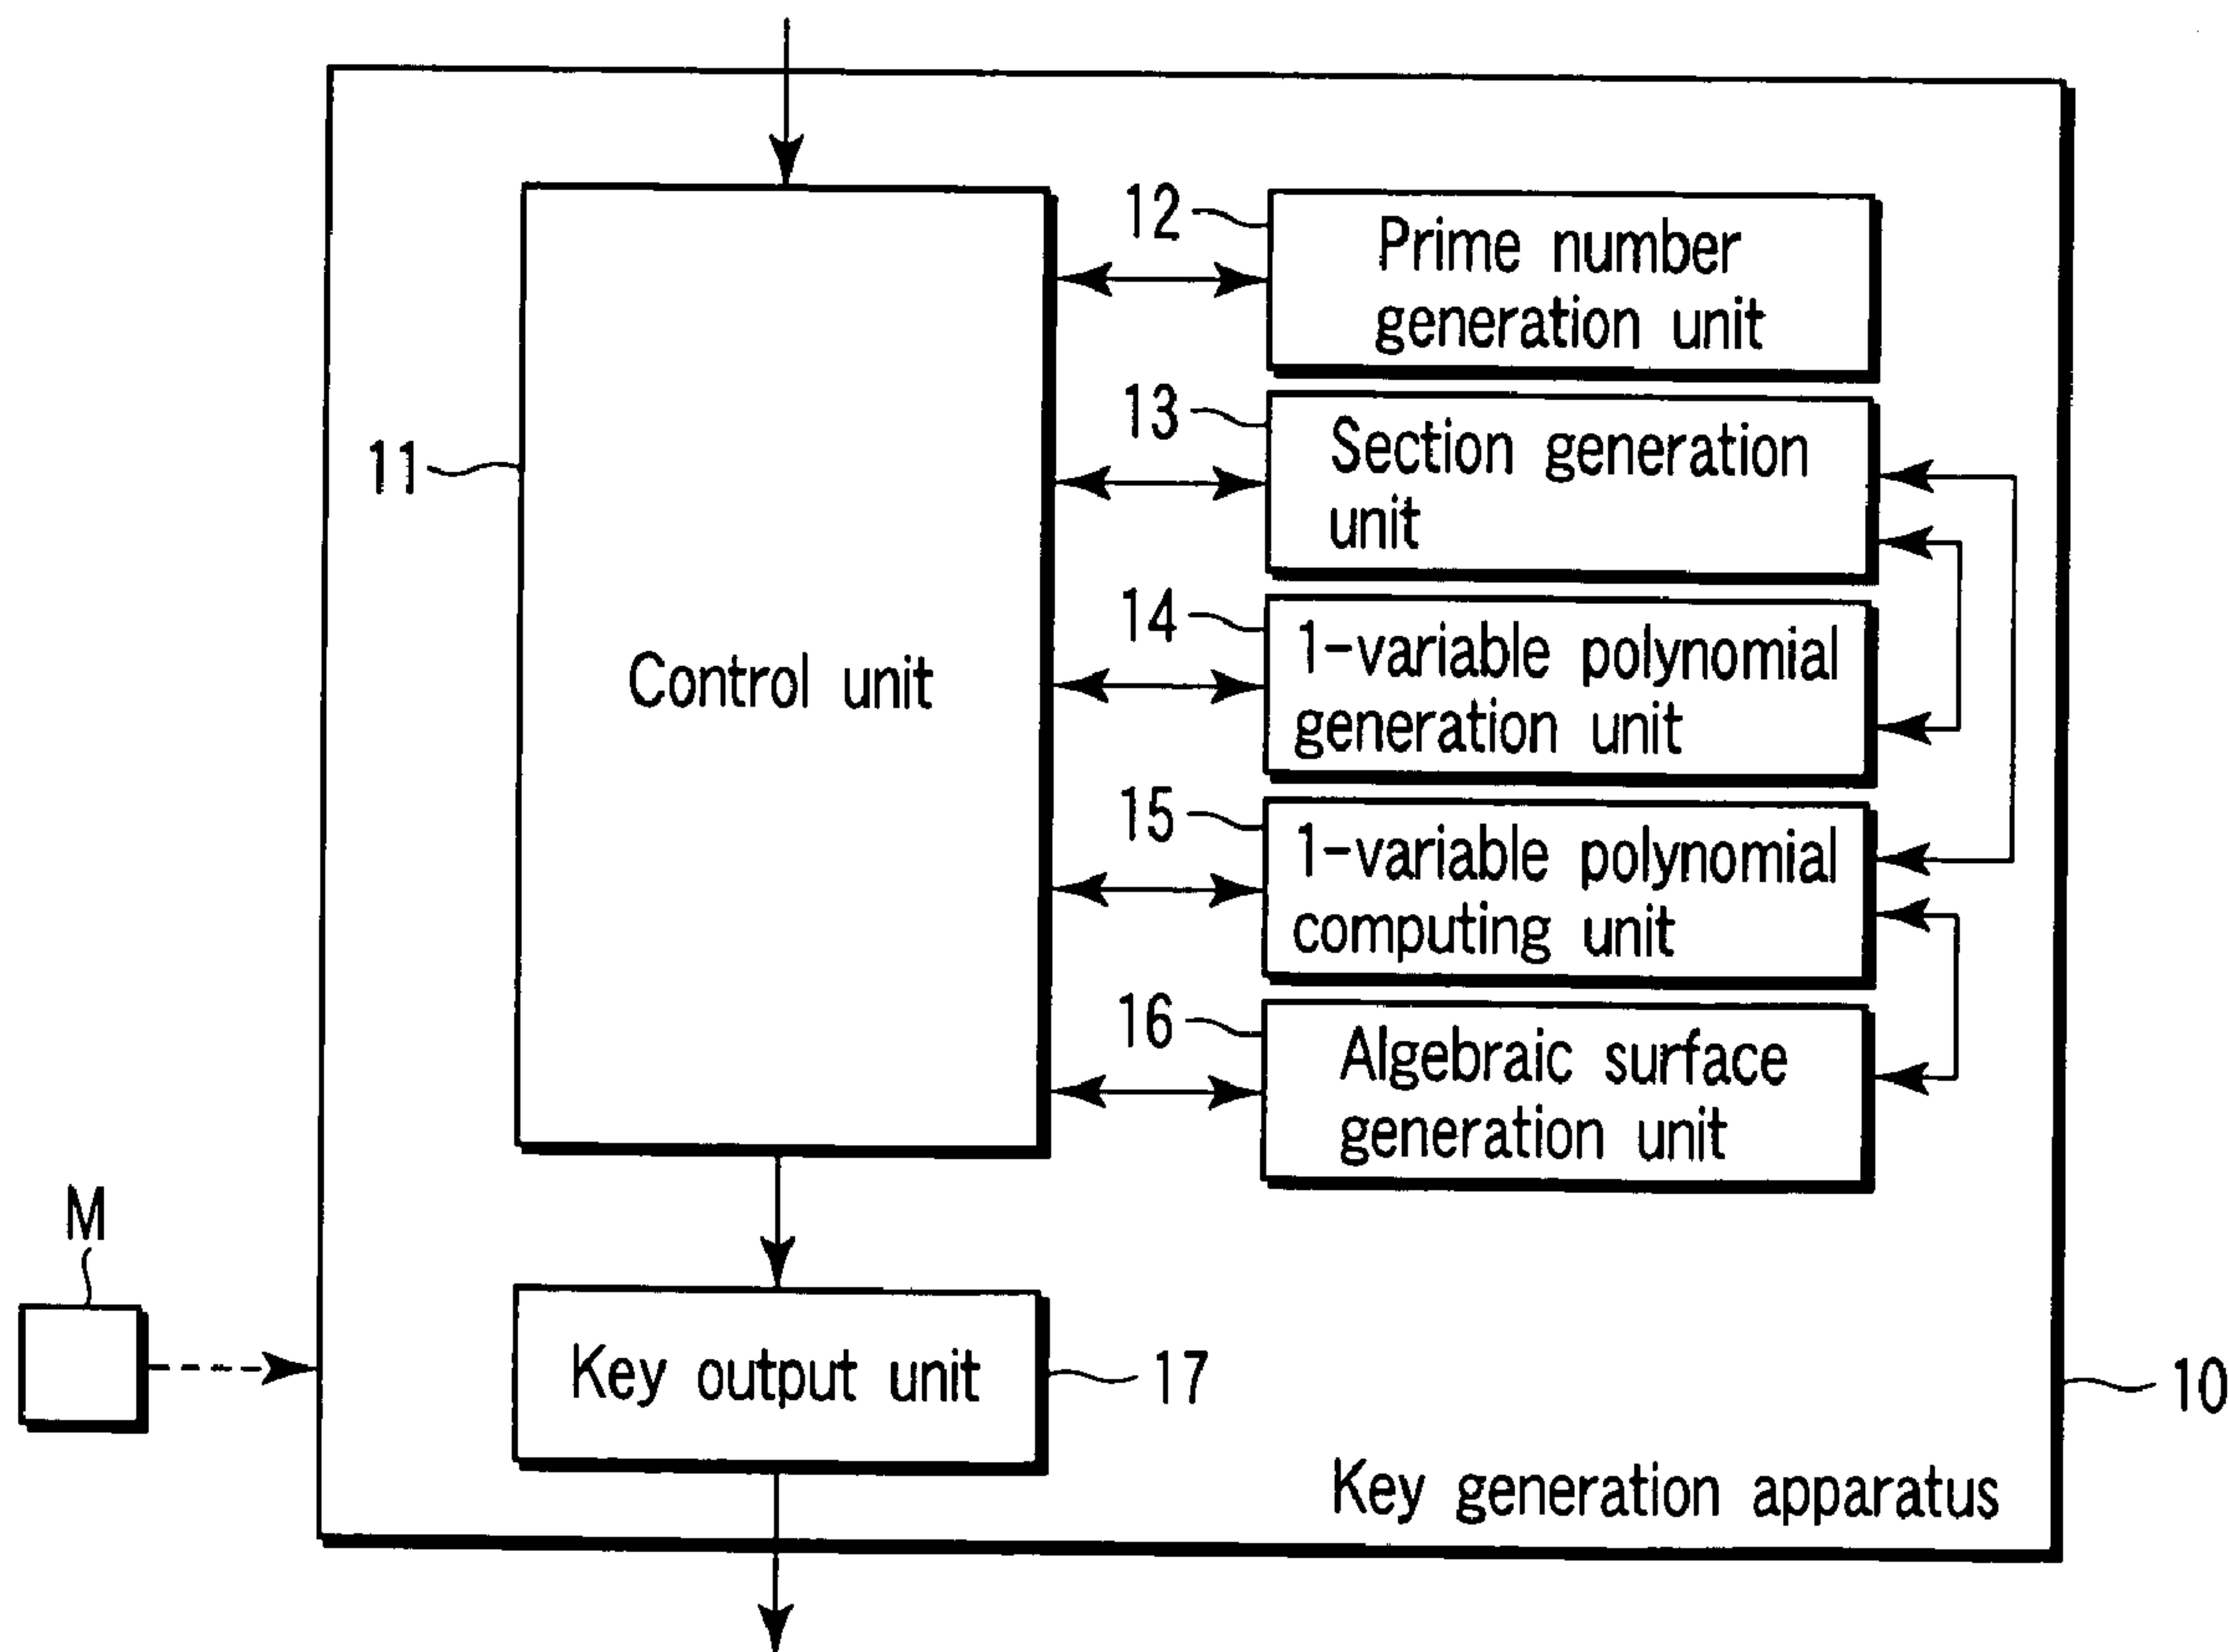 12
Prime number
generation unit
13
Section generation
unit
11
14
1-variable polynomial
generation unit
Control unit
15
1-variable polynomial
computing unit
16
Algebraic surface
generation unit
M
Key output unit
17
10
Key generation apparatus